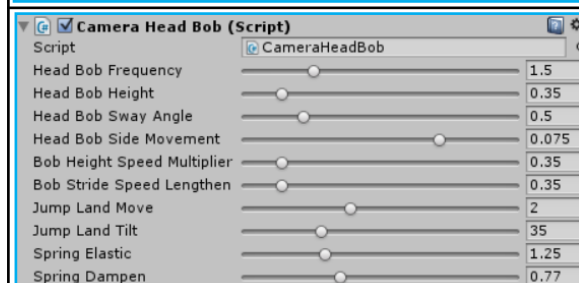 Camera Head Bob (Script)
Script CameraHeadBob
Head Bob Frequency 1.5
Head Bob Height 0.35
Head Bob Sway Angle 0.5
Head Bob Side Movement 0.075
Bob Height Speed Multiplier 0.35
Bob Stride Speed Lengthen 0.35
Jump Land Move 2
Jump Land Tilt 35
Spring Elastic 1.25
Spring Dampen 0.77